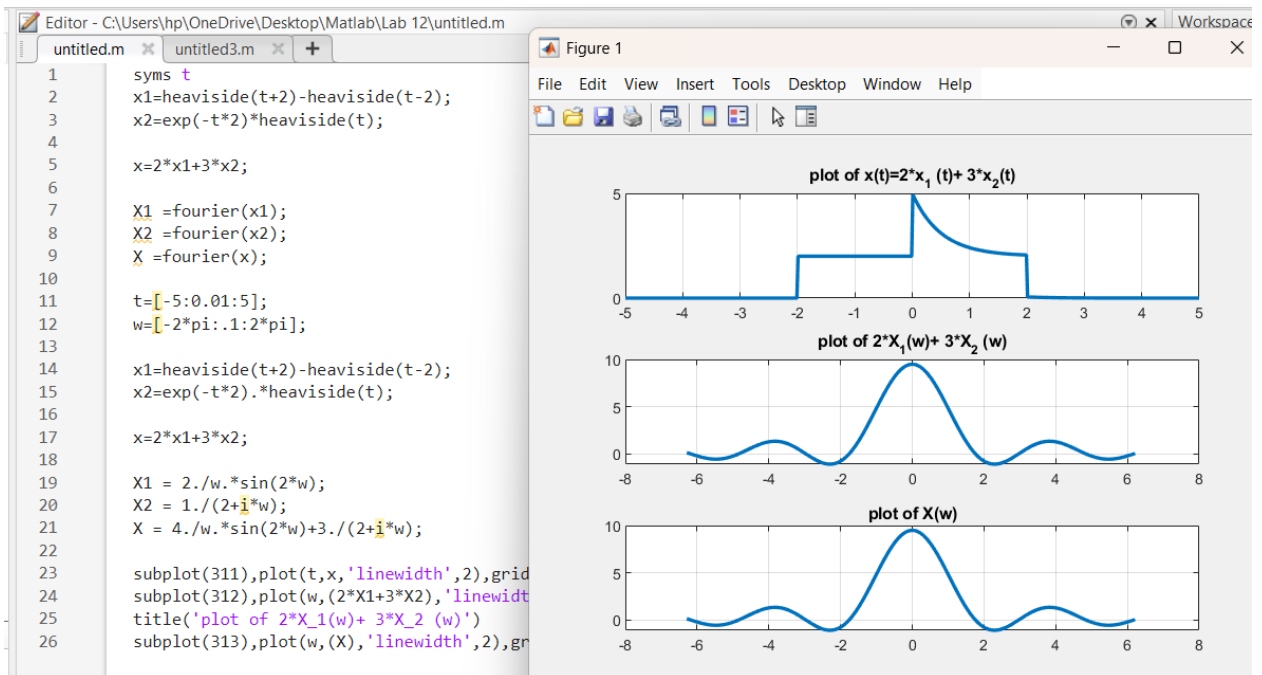 Editor - C:\Users\hp\OneDrive\Desktop\Matlab\Lab 12\untitled.m
Workspace
untitled.m
untitled3.m
1 syms t
2 x1=heaviside(t+2)-heaviside(t-2);
3 x2=exp(-t*2)*heaviside(t);
4
5 x=2*x1+3*x2;
6
7 X1 =fourier(x1);
8 X2 =fourier(x2);
9 X =fourier(x);
10
11 t=[-5:0.01:5];
12 w=[-2*pi:.1:2*pi];
13
14 x1=heaviside(t+2)-heaviside(t-2);
15 x2=exp(-t*2).*heaviside(t);
16
17 x=2*x1+3*x2;
18
19 X1 = 2./w.*sin(2*w);
20 X2 = 1./(2+i*w);
21 X = 4./w.*sin(2*w)+3./(2+i*w);
22
23 subplot(311),plot(t,x,'linewidth',2),grid
24 subplot(312),plot(w,(2*X1+3*X2),'linewidt
25 title('plot of 2*X_1(w)+ 3*X_2 (w)')
26 subplot(313),plot(w,(X),'linewidth',2),gr
Figure 1
File Edit View Insert Tools Desktop Window Help
plot of x(t)=2*x1 (t)+ 3*x2(t)
5
0
-5 -4 -3 -2 -1 0 1 2 3 4 5
plot of 2*X1(w)+ 3*X2 (w)
10
5
0
-8 -6 -4 -2 0 2 4 6 8
plot of X(w)
10
5
0
-8 -6 -4 -2 0 2 4 6 8